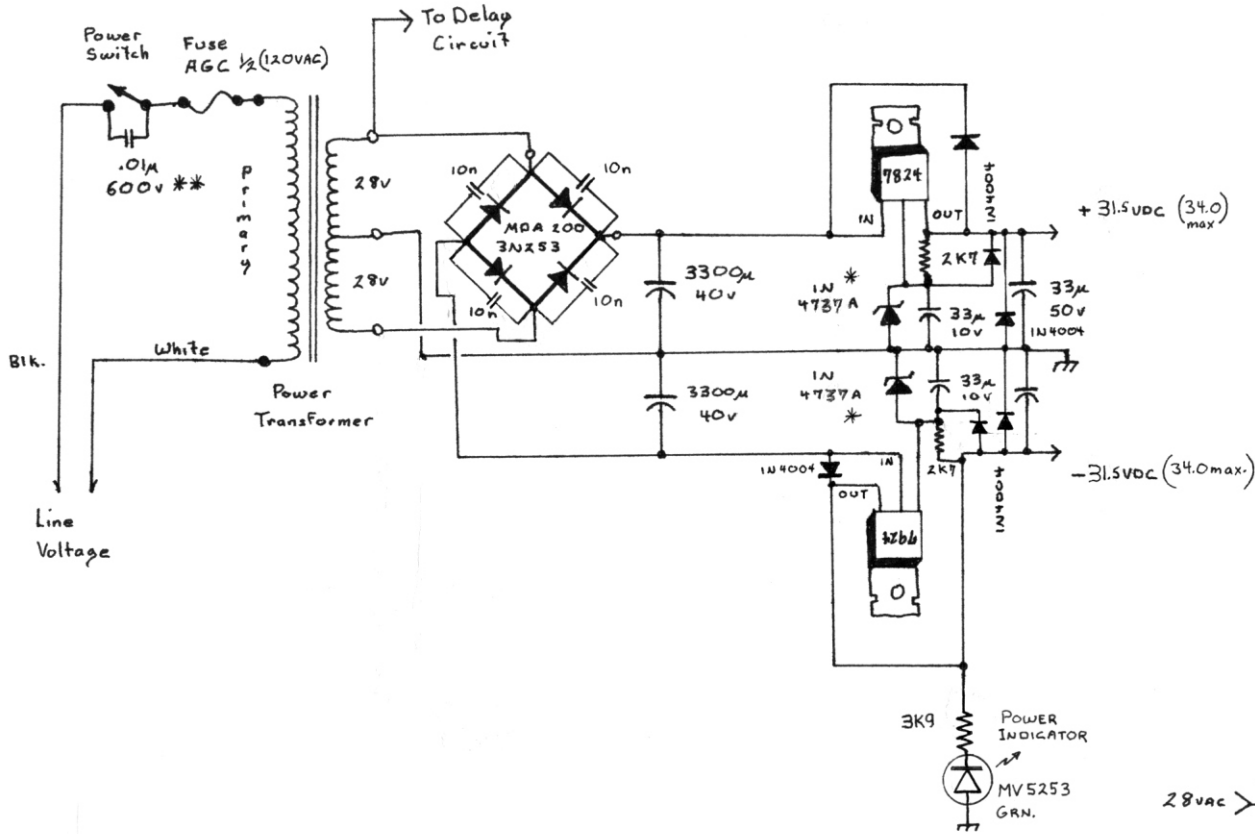 To Delay
Circuit
Power
Switch
Fuse
AGC ½ (120VAC)
.01µ
600v **
primary
28v
28v
10n
10n
10n
10n
MDA 200
3N253
7824
IN
OUT
1N4004
+ 31.5VDC (34.0)
max
3300µ
40v
*
1N
4737A
2K7
33µ
10v
33µ
50v
1N4004
White
Blk.
Power
Transformer
3300µ
40v
1N
4737A
*
33µ
10v
1N4004
IN
OUT
2K7
1N4004
-31.5VDC (34.0 max.)
7924
Line
Voltage
3K9
POWER
INDICATOR
MV5253
GRN.
28VAC >